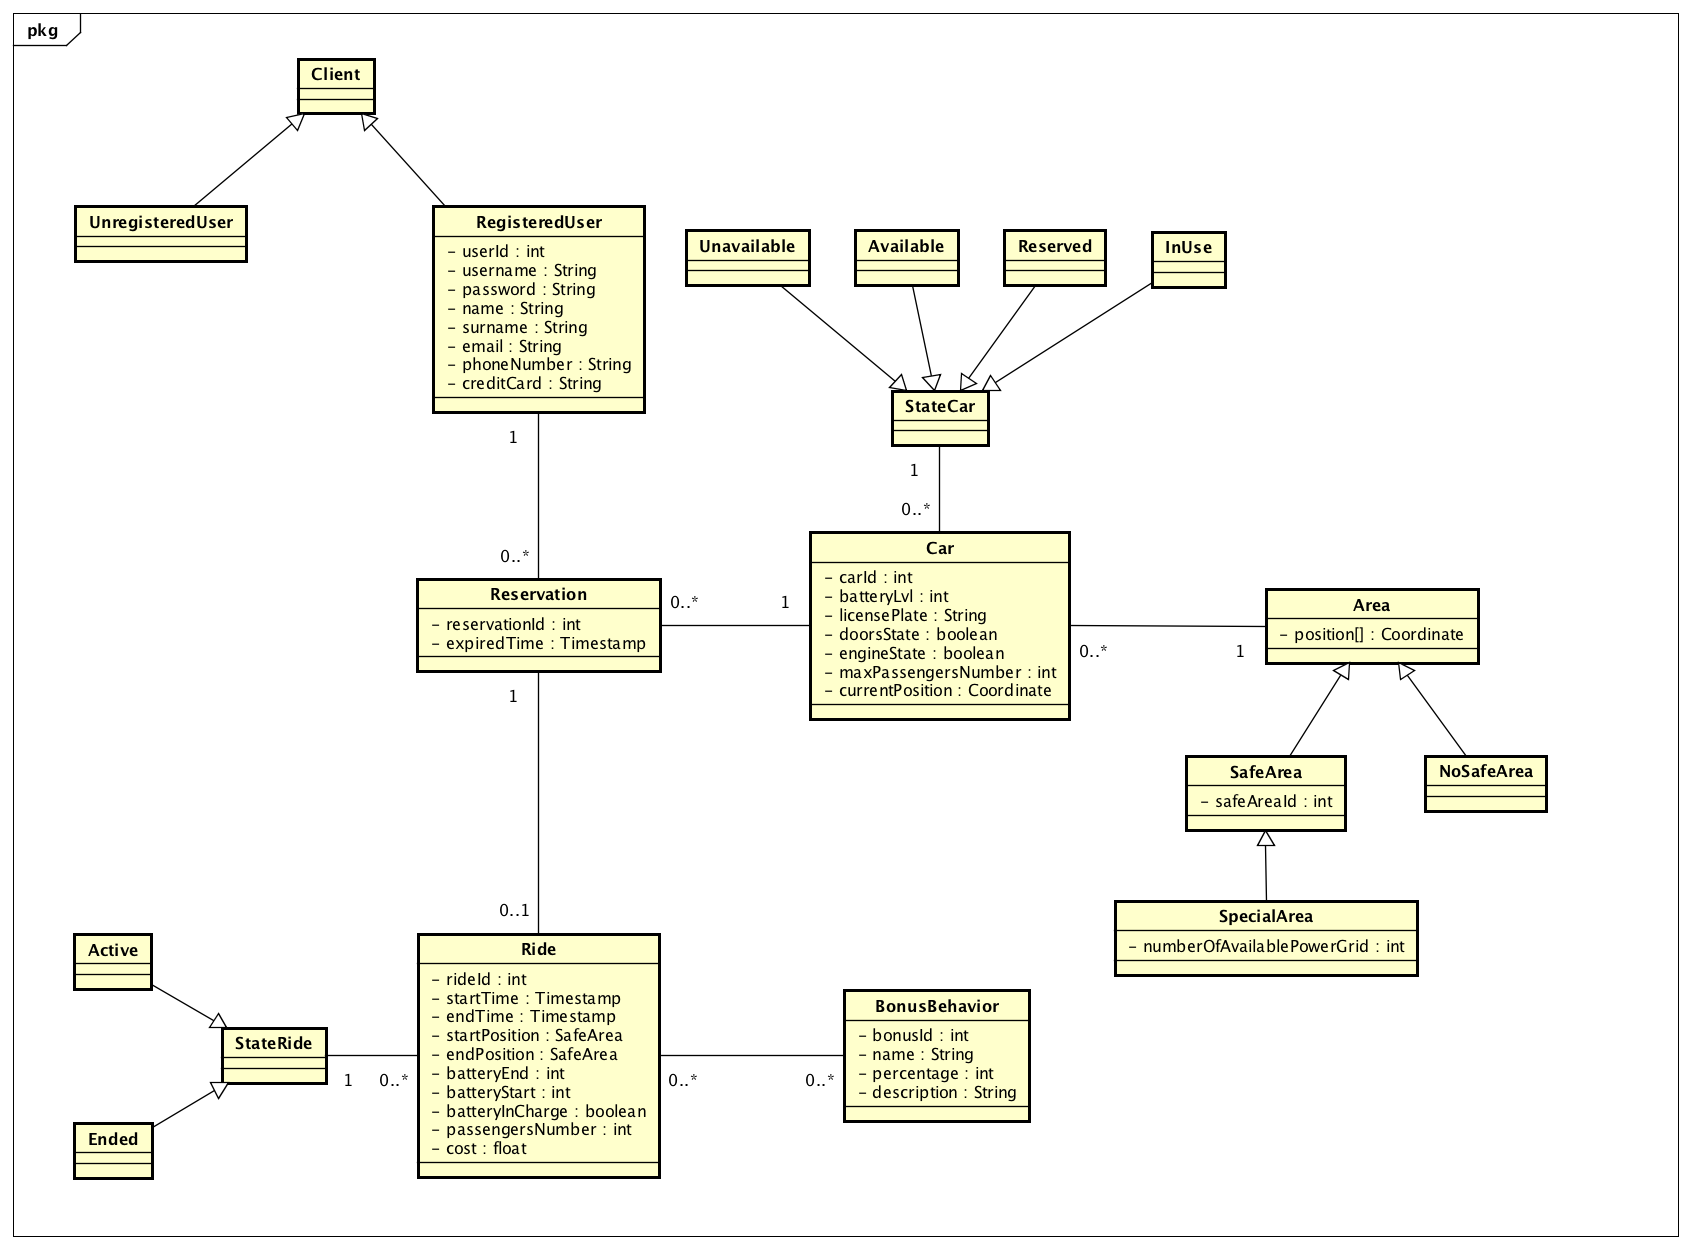 pkg
Client
UnregisteredUser
RegisteredUser
- userId : int
- username : String
- password : String
- name : String
- surname : String
- email : String
- phoneNumber : String
- creditCard : String
Unavailable
Available
Reserved
InUse
StateCar
1
0..*
1
0..*
Reservation
- reservationId : int
- expiredTime : Timestamp
0..*
1
Car
- carId : int
- batteryLvl : int
- licensePlate : String
- doorsState : boolean
- engineState : boolean
- maxPassengersNumber : int
- currentPosition : Coordinate
0..*
1
Area
- position[] : Coordinate
SafeArea
- safeAreaId : int
NoSafeArea
SpecialArea
- numberOfAvailablePowerGrid : int
1
0..1
Active
StateRide
Ended
1
0..*
Ride
- rideId : int
- startTime : Timestamp
- endTime : Timestamp
- startPosition : SafeArea
- endPosition : SafeArea
- batteryEnd : int
- batteryStart : int
- batteryInCharge : boolean
- passengersNumber : int
- cost : float
0..*
0..*
BonusBehavior
- bonusId : int
- name : String
- percentage : int
- description : String